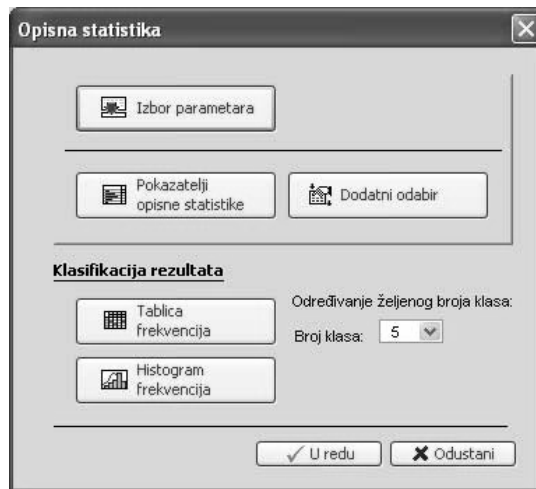 Opisna statistika
Izbor parametara
Pokazatelji
opisne statistike
Dodatni odabir
Klasifikacija rezultata
Tablica
frekvencija
Određivanje željenog broja klasa:
Broj klasa: 5
Histogram
frekvencija
U redu
Odustani